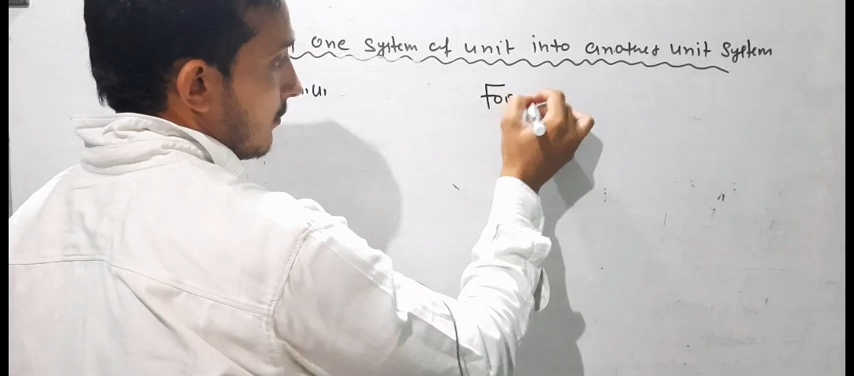 one system of unit into another unit system
For